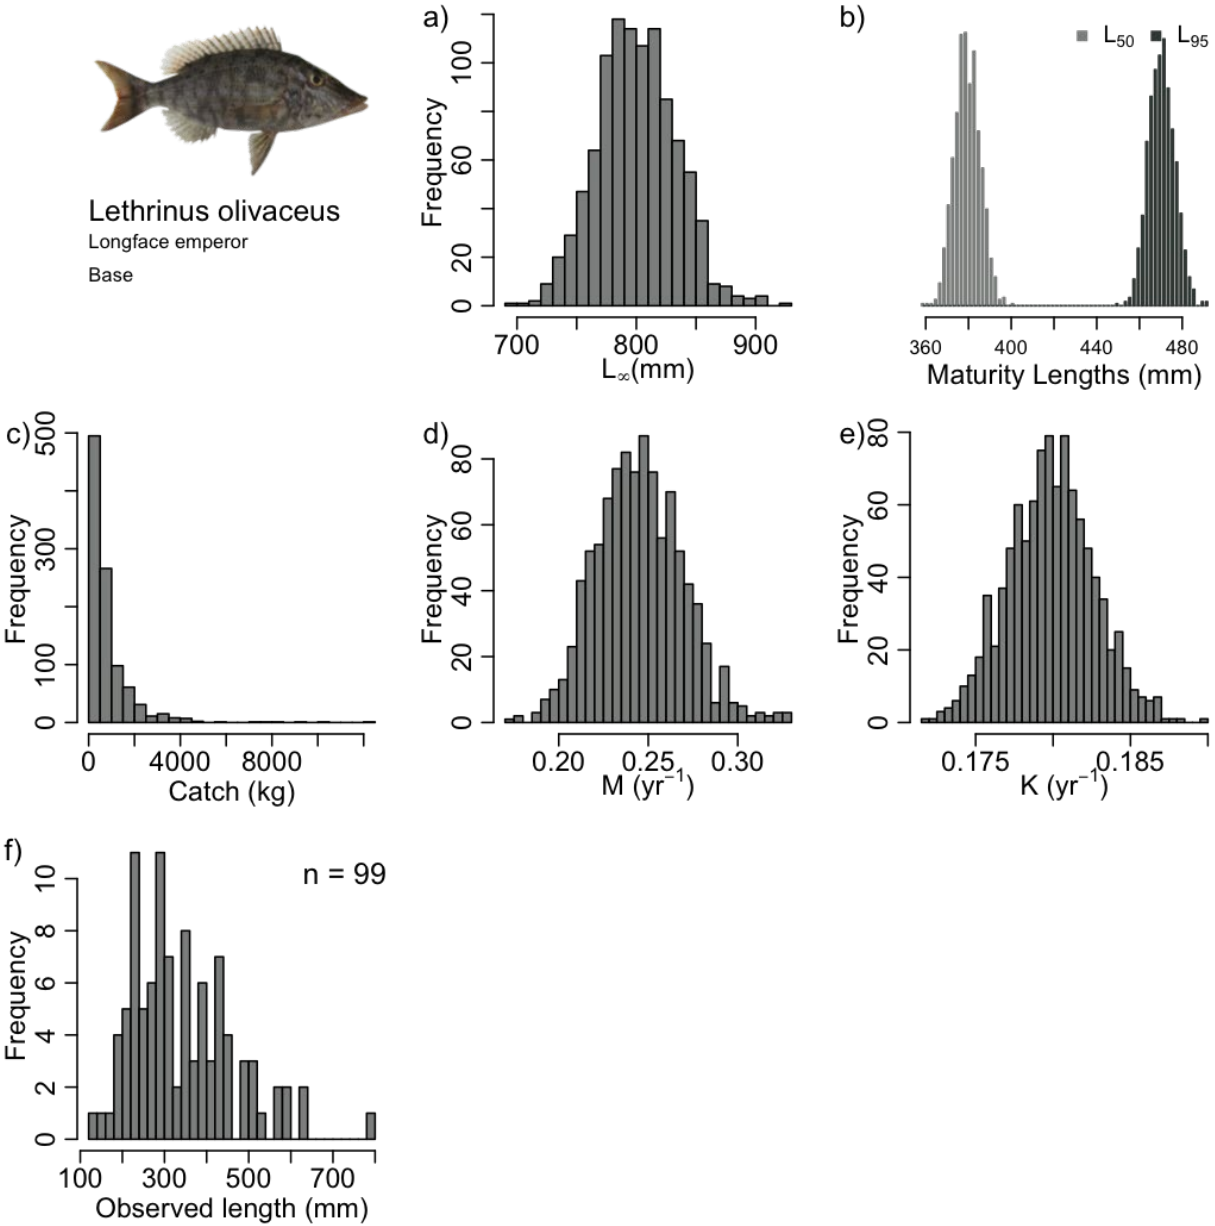 Lethrinus olivaceus
Longface emperor
Base
a)
Frequency
0 20 60 100
700 800 900
L∞(mm)
b)
L50 L95
360 400 440 480
Maturity Lengths (mm)
c)
Frequency
0 100 300 500
0 4000 8000
Catch (kg)
d)
Frequency
0 20 40 60 80
0.20 0.25 0.30
M (yr−1)
e)
Frequency
0 20 40 60 80
0.175 0.185
K (yr−1)
f)
n = 99
Frequency
0 2 4 6 8 10
100 300 500 700
Observed length (mm)